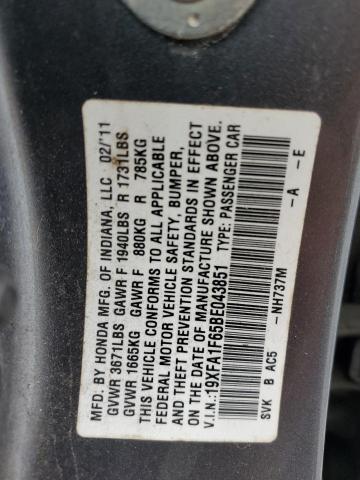 MFD. BY HONDA MFG. OF INDIANA, LLC 02/'11
GVWR 3671LBS GAWR F 1940LBS R 1731LBS
GVWR 1665KG GAWR F 880KG R 785KG
THIS VEHICLE CONFORMS TO ALL APPLICABLE
FEDERAL MOTOR VEHICLE SAFETY, BUMPER,
AND THEFT PREVENTION STANDARDS IN EFFECT
ON THE DATE OF MANUFACTURE SHOWN ABOVE.
V.I.N.:19XFA1F65BE043851 TYPE: PASSENGER CAR
SVK B AC5 -NH737M -A -E